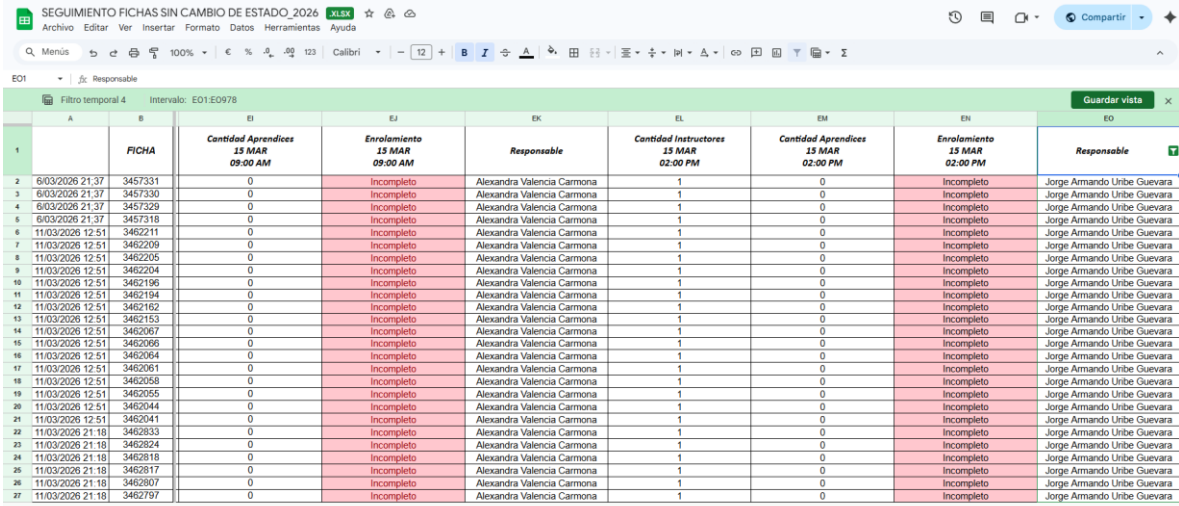 SEGUIMIENTO FICHAS SIN CAMBIO DE ESTADO_2026 .XLSX
Archivo Editar Ver Insertar Formato Datos Herramientas Ayuda
Compartir
Menús 100% € % .0 .00 123 Calibri 12 B I A
EO1 fx Responsable
Filtro temporal 4 Intervalo: EO1:EO978 Guardar vista
A B EI EJ EK EL EM EN EO
1 FICHA Cantidad Aprendices 15 MAR 09:00 AM Enrolamiento 15 MAR 09:00 AM Responsable Cantidad Instructores 15 MAR 02:00 PM Cantidad Aprendices 15 MAR 02:00 PM Enrolamiento 15 MAR 02:00 PM Responsable
2 6/03/2026 21;37 3457331 0 Incompleto Alexandra Valencia Carmona 1 0 Incompleto Jorge Armando Uribe Guevara
3 6/03/2026 21;37 3457330 0 Incompleto Alexandra Valencia Carmona 1 0 Incompleto Jorge Armando Uribe Guevara
4 6/03/2026 21;37 3457329 0 Incompleto Alexandra Valencia Carmona 1 0 Incompleto Jorge Armando Uribe Guevara
5 6/03/2026 21;37 3457318 0 Incompleto Alexandra Valencia Carmona 1 0 Incompleto Jorge Armando Uribe Guevara
6 11/03/2026 12:51 3462211 0 Incompleto Alexandra Valencia Carmona 1 0 Incompleto Jorge Armando Uribe Guevara
7 11/03/2026 12:51 3462209 0 Incompleto Alexandra Valencia Carmona 1 0 Incompleto Jorge Armando Uribe Guevara
8 11/03/2026 12:51 3462205 0 Incompleto Alexandra Valencia Carmona 1 0 Incompleto Jorge Armando Uribe Guevara
9 11/03/2026 12:51 3462204 0 Incompleto Alexandra Valencia Carmona 1 0 Incompleto Jorge Armando Uribe Guevara
10 11/03/2026 12:51 3462196 0 Incompleto Alexandra Valencia Carmona 1 0 Incompleto Jorge Armando Uribe Guevara
11 11/03/2026 12:51 3462194 0 Incompleto Alexandra Valencia Carmona 1 0 Incompleto Jorge Armando Uribe Guevara
12 11/03/2026 12:51 3462162 0 Incompleto Alexandra Valencia Carmona 1 0 Incompleto Jorge Armando Uribe Guevara
13 11/03/2026 12:51 3462153 0 Incompleto Alexandra Valencia Carmona 1 0 Incompleto Jorge Armando Uribe Guevara
14 11/03/2026 12:51 3462067 0 Incompleto Alexandra Valencia Carmona 1 0 Incompleto Jorge Armando Uribe Guevara
15 11/03/2026 12:51 3462066 0 Incompleto Alexandra Valencia Carmona 1 0 Incompleto Jorge Armando Uribe Guevara
16 11/03/2026 12:51 3462064 0 Incompleto Alexandra Valencia Carmona 1 0 Incompleto Jorge Armando Uribe Guevara
17 11/03/2026 12:51 3462061 0 Incompleto Alexandra Valencia Carmona 1 0 Incompleto Jorge Armando Uribe Guevara
18 11/03/2026 12:51 3462058 0 Incompleto Alexandra Valencia Carmona 1 0 Incompleto Jorge Armando Uribe Guevara
19 11/03/2026 12:51 3462055 0 Incompleto Alexandra Valencia Carmona 1 0 Incompleto Jorge Armando Uribe Guevara
20 11/03/2026 12:51 3462044 0 Incompleto Alexandra Valencia Carmona 1 0 Incompleto Jorge Armando Uribe Guevara
21 11/03/2026 12:51 3462041 0 Incompleto Alexandra Valencia Carmona 1 0 Incompleto Jorge Armando Uribe Guevara
22 11/03/2026 21:18 3462833 0 Incompleto Alexandra Valencia Carmona 1 0 Incompleto Jorge Armando Uribe Guevara
23 11/03/2026 21:18 3462824 0 Incompleto Alexandra Valencia Carmona 1 0 Incompleto Jorge Armando Uribe Guevara
24 11/03/2026 21:18 3462818 0 Incompleto Alexandra Valencia Carmona 1 0 Incompleto Jorge Armando Uribe Guevara
25 11/03/2026 21:18 3462817 0 Incompleto Alexandra Valencia Carmona 1 0 Incompleto Jorge Armando Uribe Guevara
26 11/03/2026 21:18 3462807 0 Incompleto Alexandra Valencia Carmona 1 0 Incompleto Jorge Armando Uribe Guevara
27 11/03/2026 21:18 3462797 0 Incompleto Alexandra Valencia Carmona 1 0 Incompleto Jorge Armando Uribe Guevara